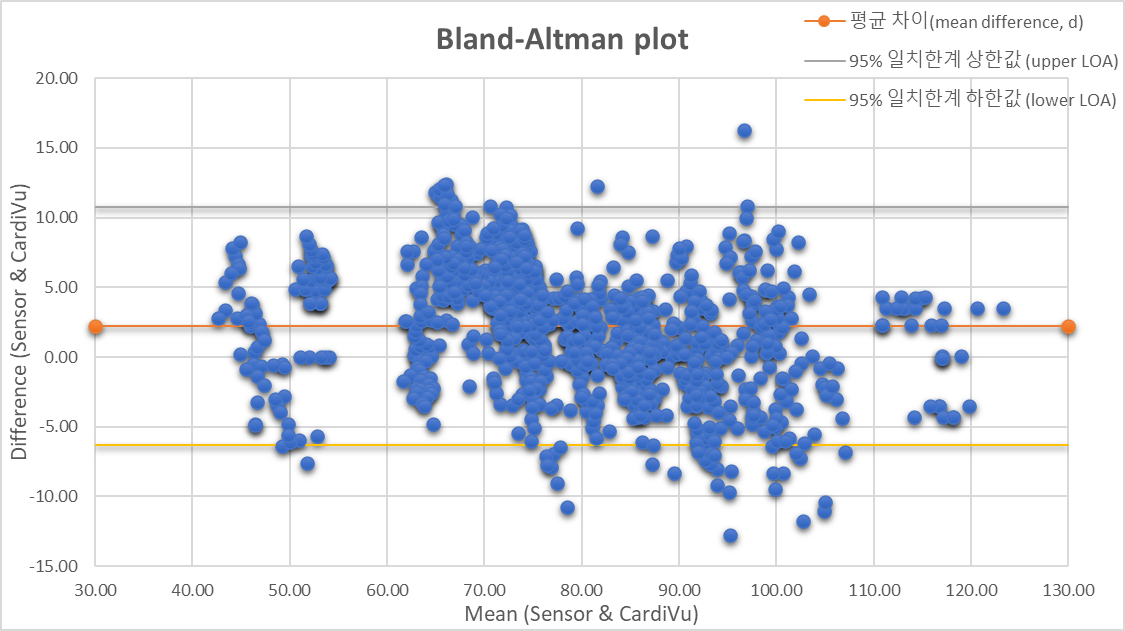 Bland-Altman plot
평균 차이(mean difference, d)
95% 일치한계 상한값 (upper LOA)
95% 일치한계 하한값 (lower LOA)
Difference (Sensor & CardiVu)
20.00
15.00
10.00
5.00
0.00
-5.00
-10.00
-15.00
30.00 40.00 50.00 60.00 70.00 80.00 90.00 100.00 110.00 120.00 130.00
Mean (Sensor & CardiVu)